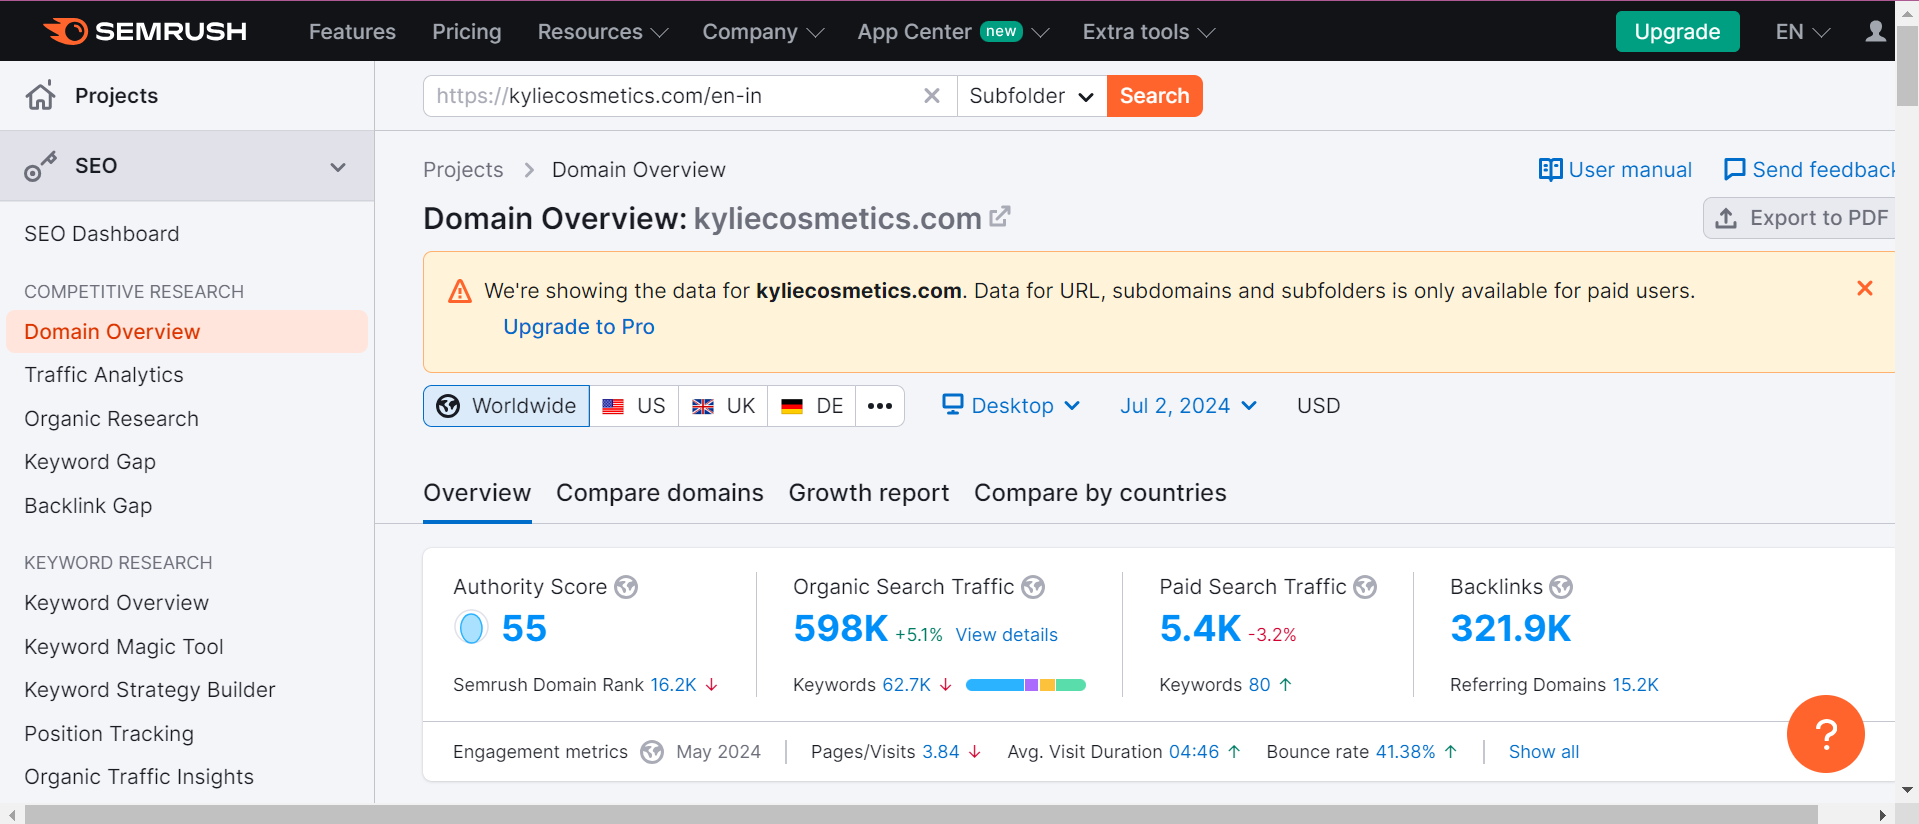 SEMRUSH Features Pricing Resources Company App Center new Extra tools Upgrade EN
Projects
https://kyliecosmetics.com/en-in Subfolder Search
SEO
Projects Domain Overview User manual Send feedback
Domain Overview: kyliecosmetics.com Export to PDF
SEO Dashboard
COMPETITIVE RESEARCH
Domain Overview
Traffic Analytics
Organic Research
Keyword Gap
Backlink Gap
KEYWORD RESEARCH
Keyword Overview
Keyword Magic Tool
Keyword Strategy Builder
Position Tracking
Organic Traffic Insights
We're showing the data for kyliecosmetics.com. Data for URL, subdomains and subfolders is only available for paid users.
Upgrade to Pro
Worldwide US UK DE ••• Desktop Jul 2, 2024 USD
Overview Compare domains Growth report Compare by countries
Authority Score Organic Search Traffic Paid Search Traffic Backlinks
55 598K +5.1% View details 5.4K -3.2% 321.9K
Semrush Domain Rank 16.2K ↓ Keywords 62.7K ↓ Keywords 80 ↑ Referring Domains 15.2K
Engagement metrics May 2024 Pages/Visits 3.84 ↓ Avg. Visit Duration 04:46 ↑ Bounce rate 41.38% ↑ Show all
?